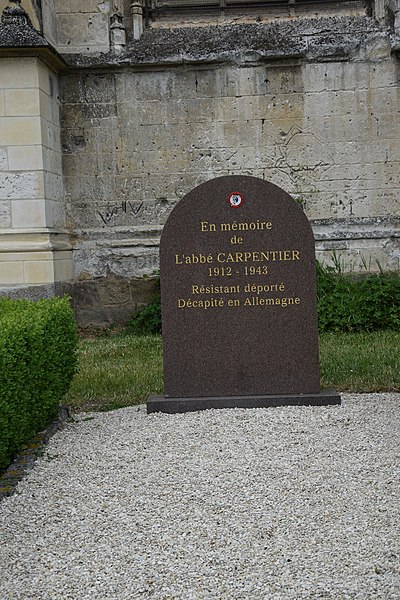 En mémoire
de
L'abbé CARPENTIER
1912 - 1943
Résistant déporté
Décapité en Allemagne